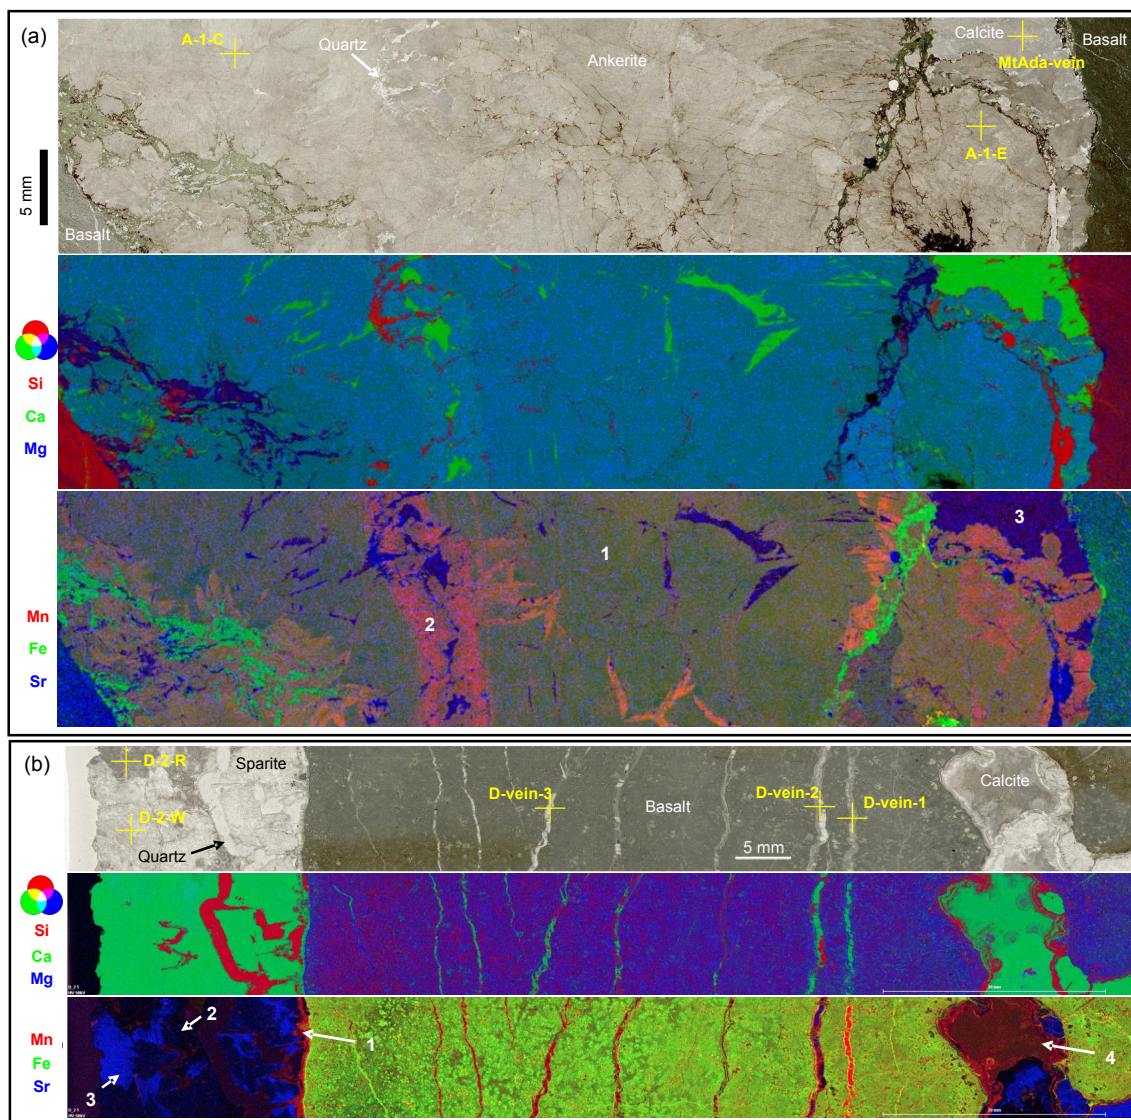 (a)
A-1-C
Quartz
Ankerite
Calcite
Basalt
MtAda-vein
A-1-E
5 mm
Basalt
Si
Ca
Mg
1
2
3
Mn
Fe
Sr
(b)
D-2-R
Sparite
Calcite
D-vein-3
Basalt
D-vein-2
D-vein-1
D-2-W
Quartz
5 mm
Si
Ca
Mg
Mn
Fe
Sr
2
1
3
4